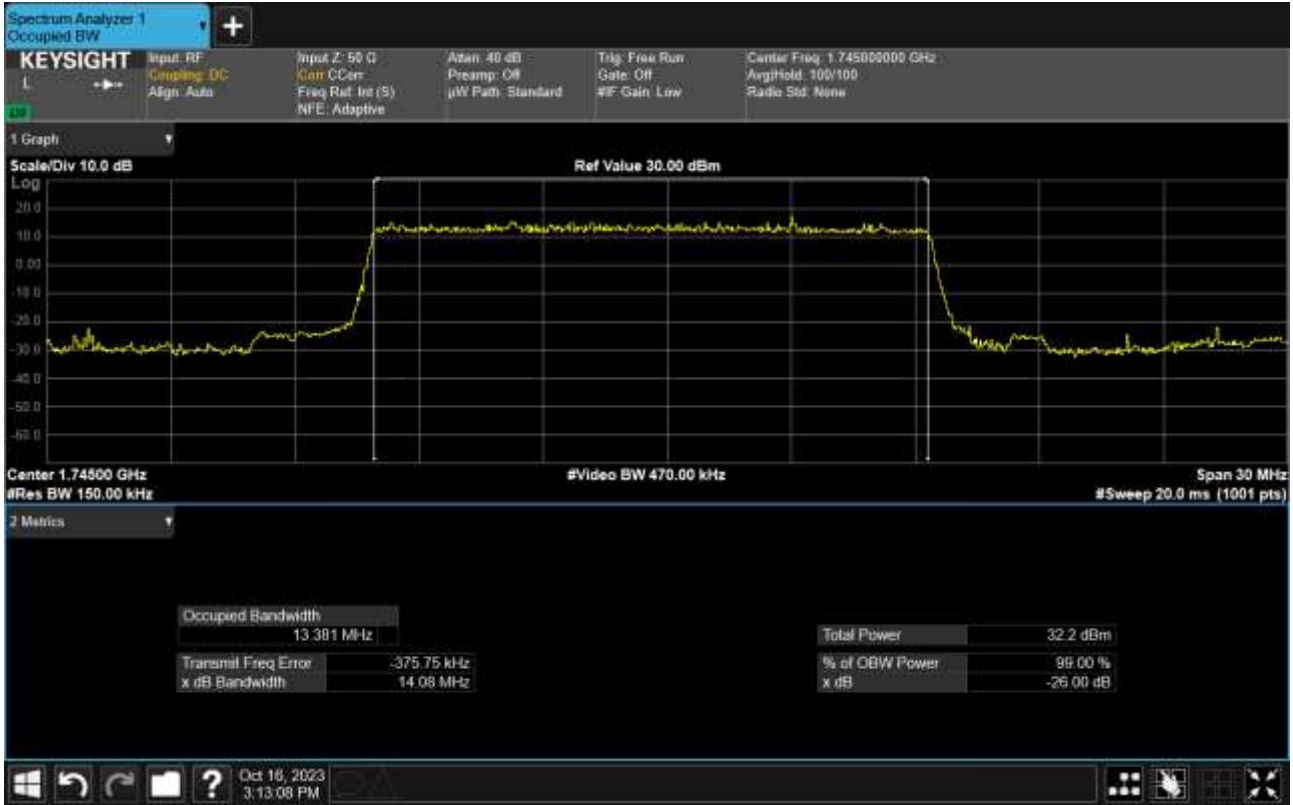 Spectrum Analyzer 1
Occupied BW
KEYSIGHT
L
Input: RF
Coupling: DC
Align: Auto
Input Z: 50 Ω
Corr CCorr
Freq Ref: Int (S)
NFE: Adaptive
Atten: 40 dB
Preamp: Off
µW Path: Standard
Trig: Free Run
Gate: Off
#IF Gain: Low
Center Freq: 1.745000000 GHz
Avg|Hold: 100/100
Radio Std: None
1 Graph
Scale/Div 10.0 dB
Ref Value 30.00 dBm
Log
20.0
10.0
0.00
-10.0
-20.0
-30.0
-40.0
-50.0
-60.0
Center 1.74500 GHz
#Video BW 470.00 kHz
Span 30 MHz
#Res BW 150.00 kHz
#Sweep 20.0 ms (1001 pts)
2 Metrics
Occupied Bandwidth
13.381 MHz
Total Power 32.2 dBm
Transmit Freq Error -375.75 kHz
% of OBW Power 99.00 %
x dB Bandwidth 14.08 MHz
x dB -26.00 dB
Oct 16, 2023
3:13:08 PM